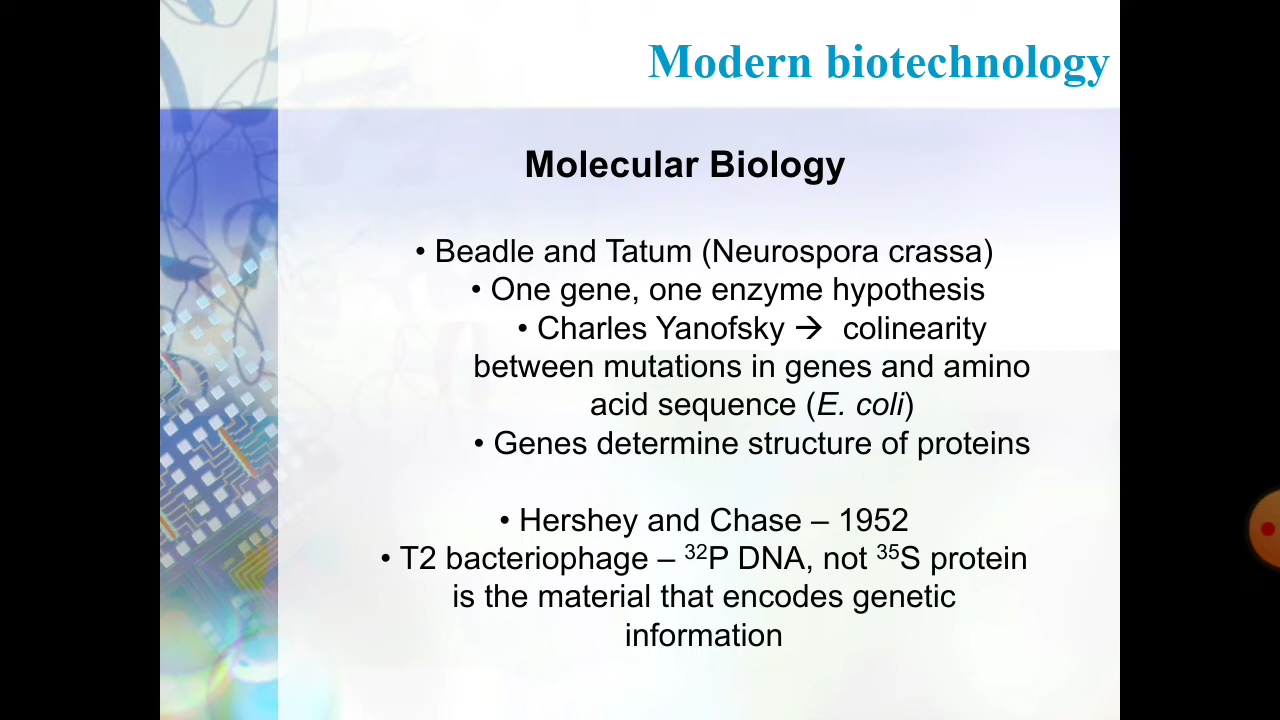 Modern biotechnology
Molecular Biology
• Beadle and Tatum (Neurospora crassa)
• One gene, one enzyme hypothesis
• Charles Yanofsky → colinearity
between mutations in genes and amino
acid sequence (E. coli)
• Genes determine structure of proteins
• Hershey and Chase – 1952
• T2 bacteriophage – ³²P DNA, not ³⁵S protein
is the material that encodes genetic
information